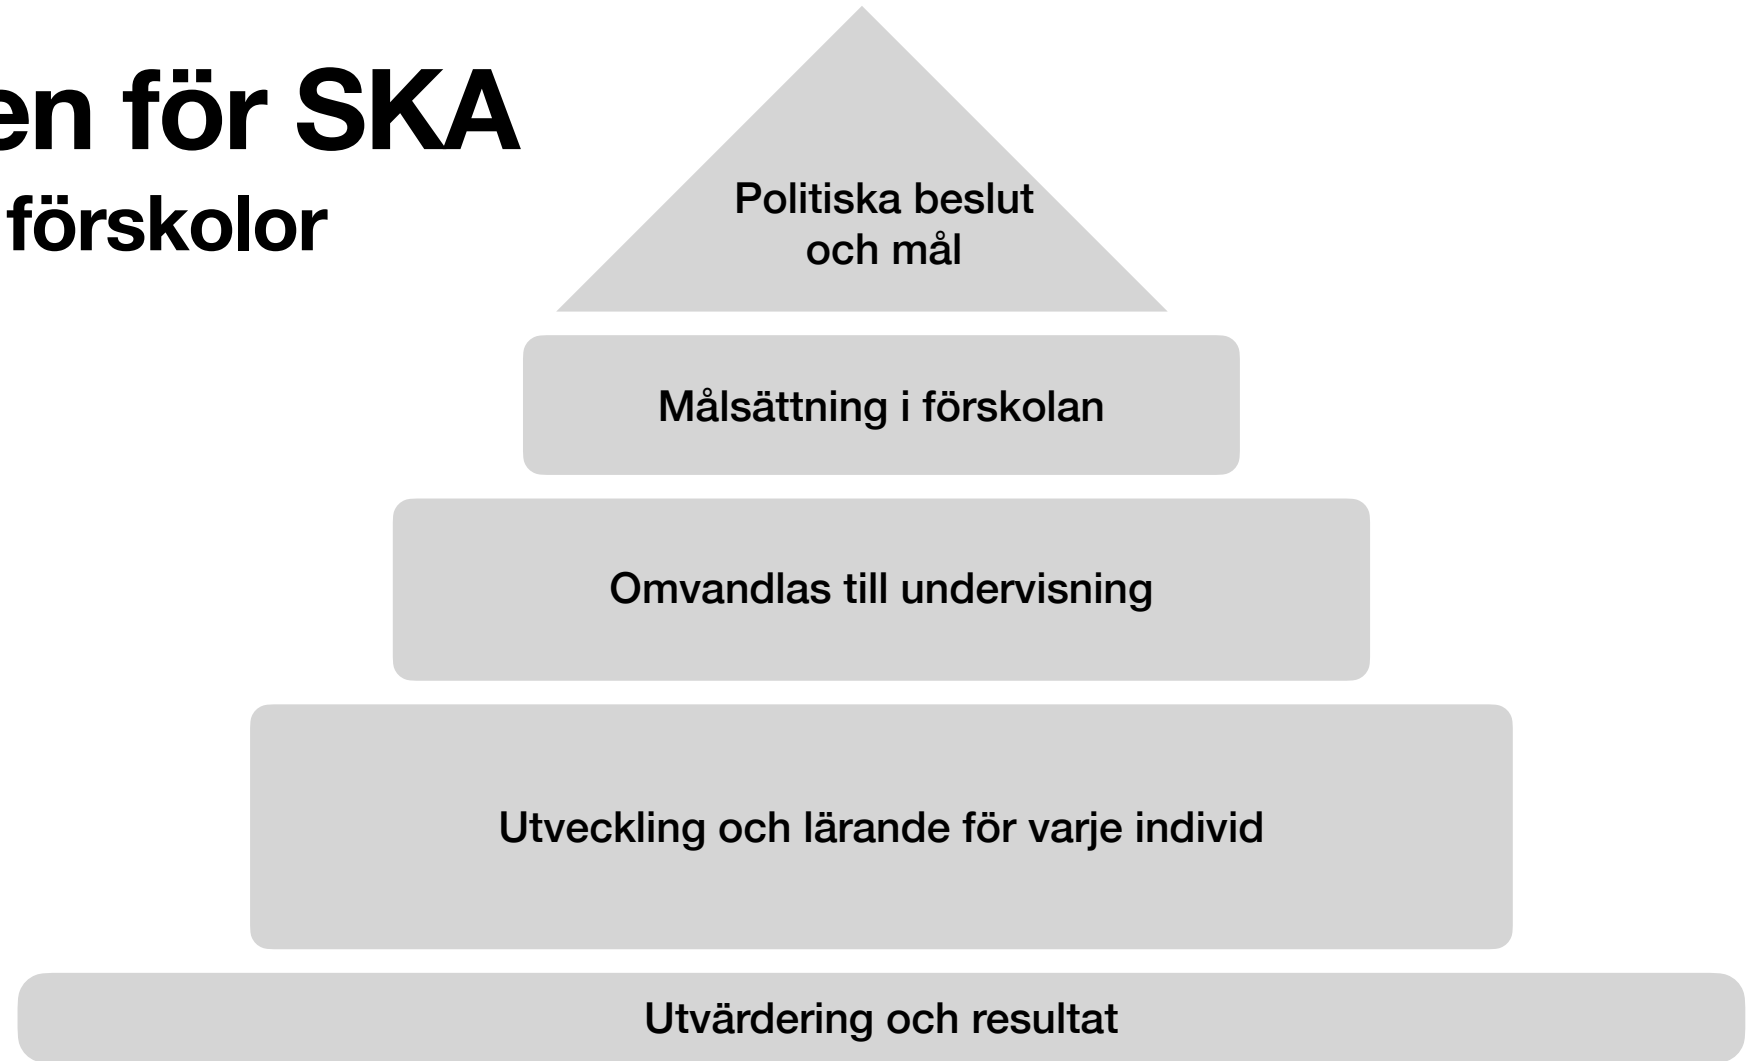 en för SKA
förskolor
Politiska beslut
och mål
Målsättning i förskolan
Omvandlas till undervisning
Utveckling och lärande för varje individ
Utvärdering och resultat